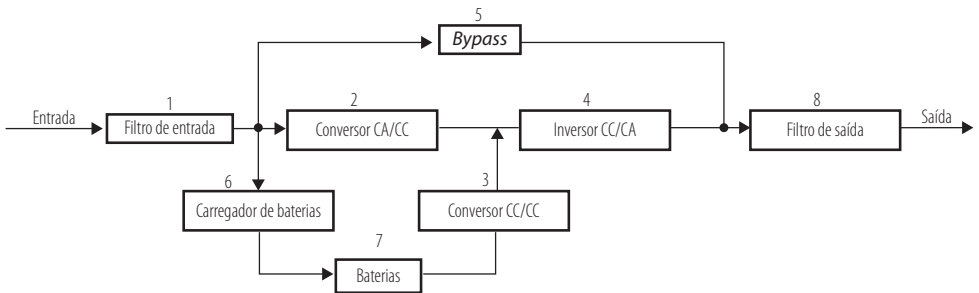 5
Bypass
Entrada
1
Filtro de entrada
2
Conversor CA/CC
4
Inversor CC/CA
8
Filtro de saída
Saída
6
Carregador de baterias
3
Conversor CC/CC
7
Baterias